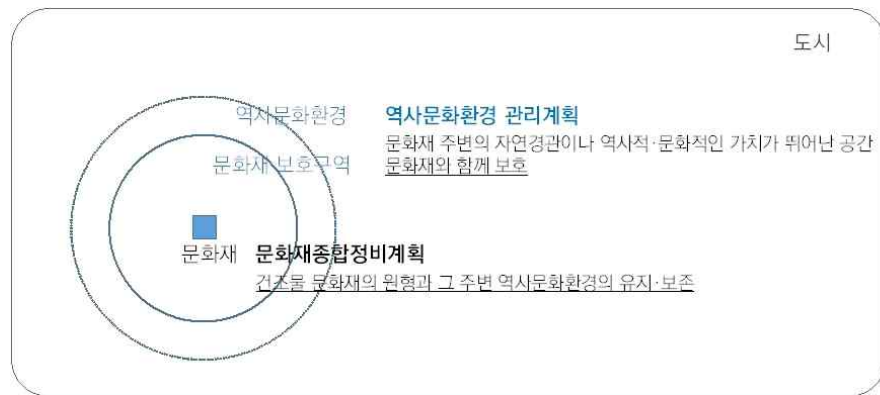 도시
역사문화환경 역사문화환경 관리계획
문화재 주변의 자연경관이나 역사적·문화적인 가치가 뛰어난 공간
문화재 보호구역 문화재와 함께 보호
문화재 문화재종합정비계획
건조물 문화재의 원형과 그 주변 역사문화환경의 유지·보존